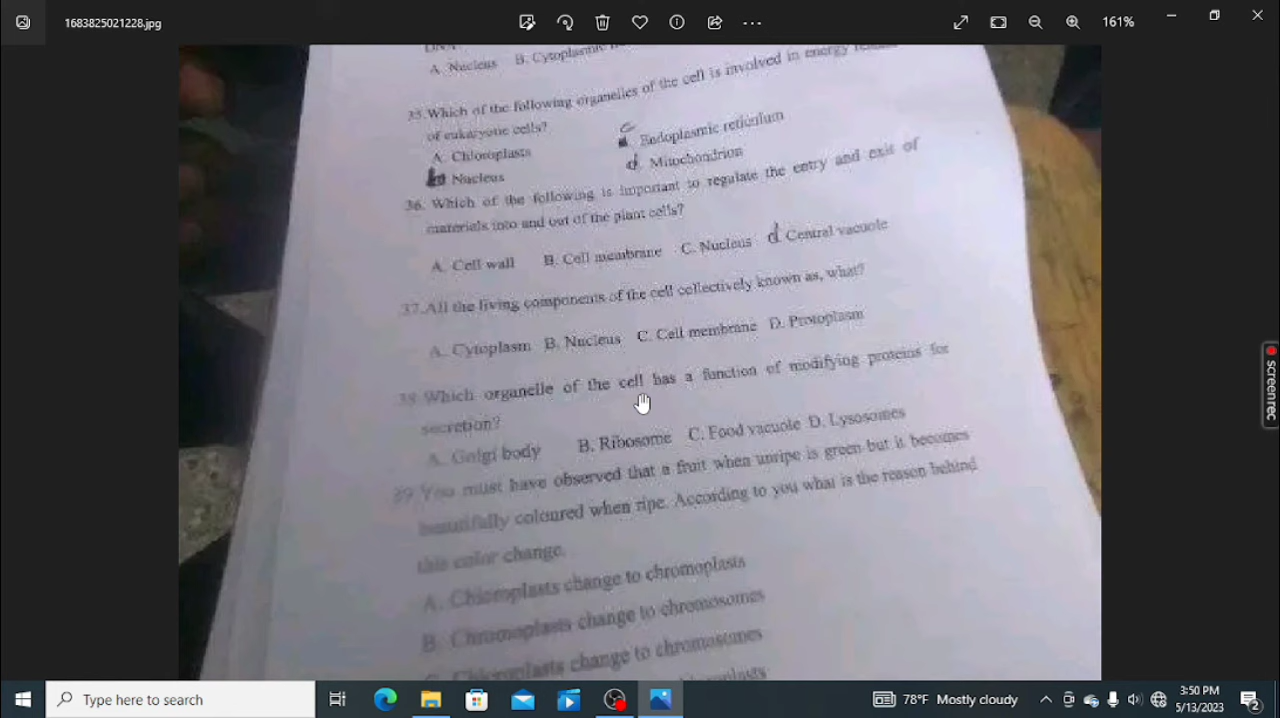 1683825021228.jpg
161%
A. Nucleus B. Cytoplasmic
35. Which of the following organelles of the cell is involved in energy
of eukaryotic cells?
A. Chloroplasts
Endoplasmic reticulum
Nucleus
d Mitochondrion
36. Which of the following is important to regulate the entry and exit of
materials into and out of the plant cells?
A. Cell wall B. Cell membrane C. Nucleus d. Central vacuole
37. All the living components of the cell collectively known as, what?
A. Cytoplasm B. Nucleus C. Cell membrane D. Protoplasm
38. Which organelle of the cell has a function of modifying proteins for
secretion?
A. Golgi body B. Ribosome C. Food vacuole D. Lysosomes
39. You must have observed that a fruit when unripe is green but it becomes
beautifully coloured when ripe. According to you what is the reason behind
this color change.
A. Chloroplasts change to chromoplasts
B. Chromoplasts change to chromosomes
C. Chloroplasts change to chromosomes
screenrec
Type here to search
78°F Mostly cloudy
3:50 PM
5/13/2023
2